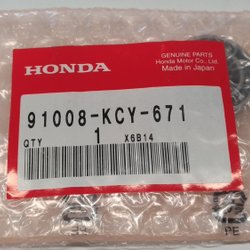 GENUINE PARTS
Honda Motor Co., Ltd.
Made in Japan
HONDA
91008-KCY-671
QTY 1 X6B14
PE